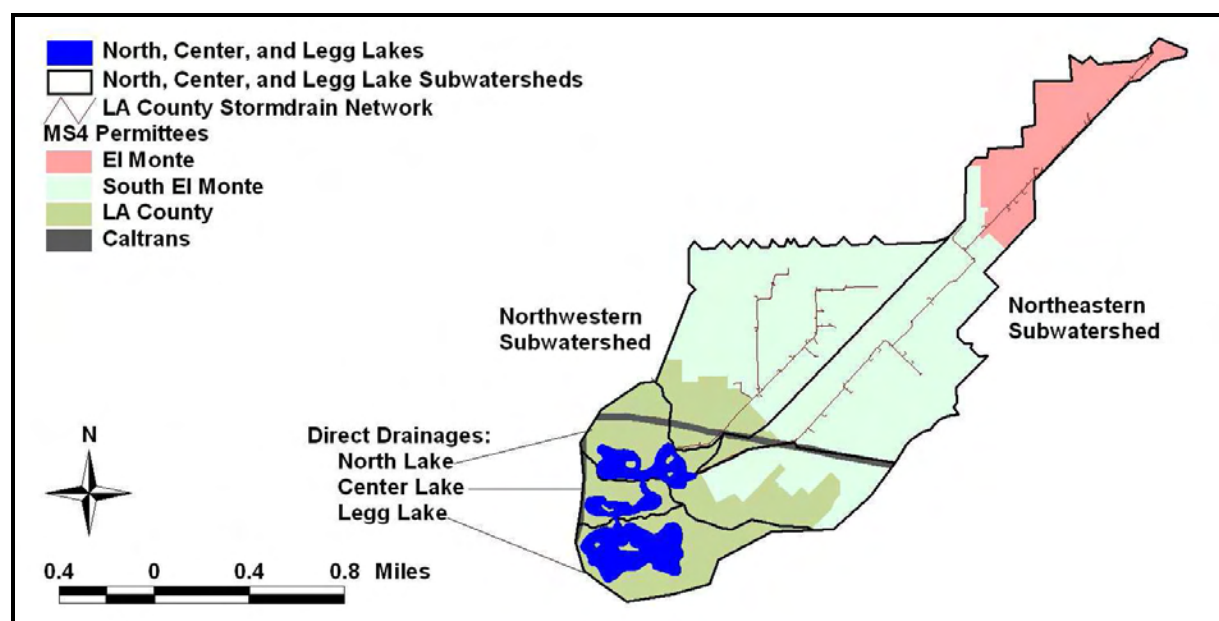 North, Center, and Legg Lakes
North, Center, and Legg Lake Subwatersheds
LA County Stormdrain Network
MS4 Permittees
El Monte
South El Monte
LA County
Caltrans
Northwestern
Subwatershed
Northeastern
Subwatershed
Direct Drainages:
North Lake
Center Lake
Legg Lake
N
0.4 0 0.4 0.8 Miles